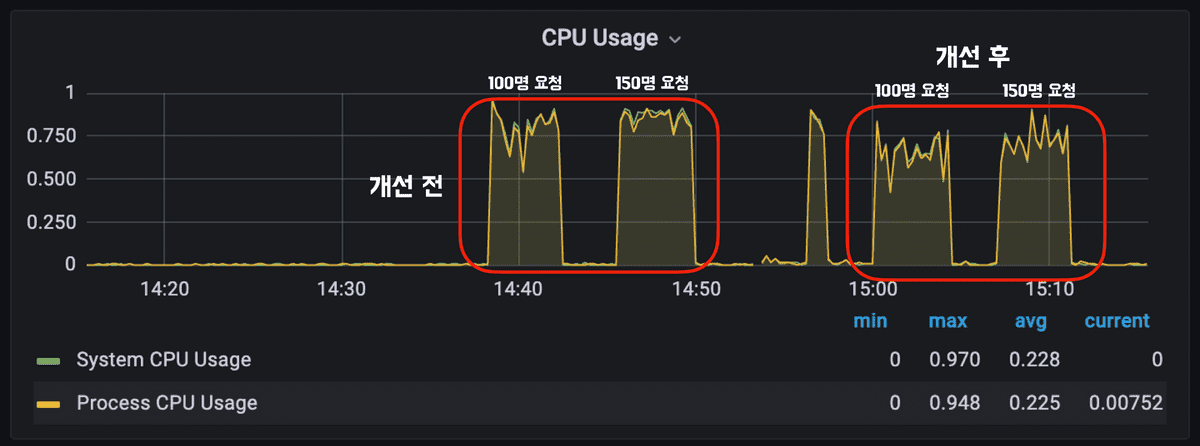 CPU Usage
개선 후
100명 요청 150명 요청 100명 요청 150명 요청
개선 전
1
0.750
0.500
0.250
0
14:20 14:30 14:40 14:50 15:00 15:10
min max avg current
System CPU Usage 0 0.970 0.228 0
Process CPU Usage 0 0.948 0.225 0.00752